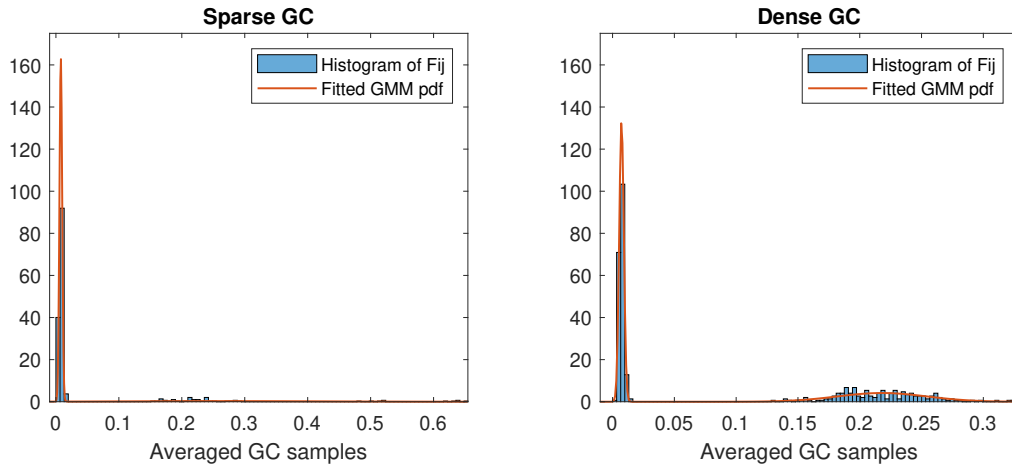 Sparse GC
160
140
120
100
80
60
40
20
0
0 0.1 0.2 0.3 0.4 0.5 0.6
Averaged GC samples
Histogram of Fij
Fitted GMM pdf
Dense GC
160
140
120
100
80
60
40
20
0
0 0.05 0.1 0.15 0.2 0.25 0.3
Averaged GC samples
Histogram of Fij
Fitted GMM pdf